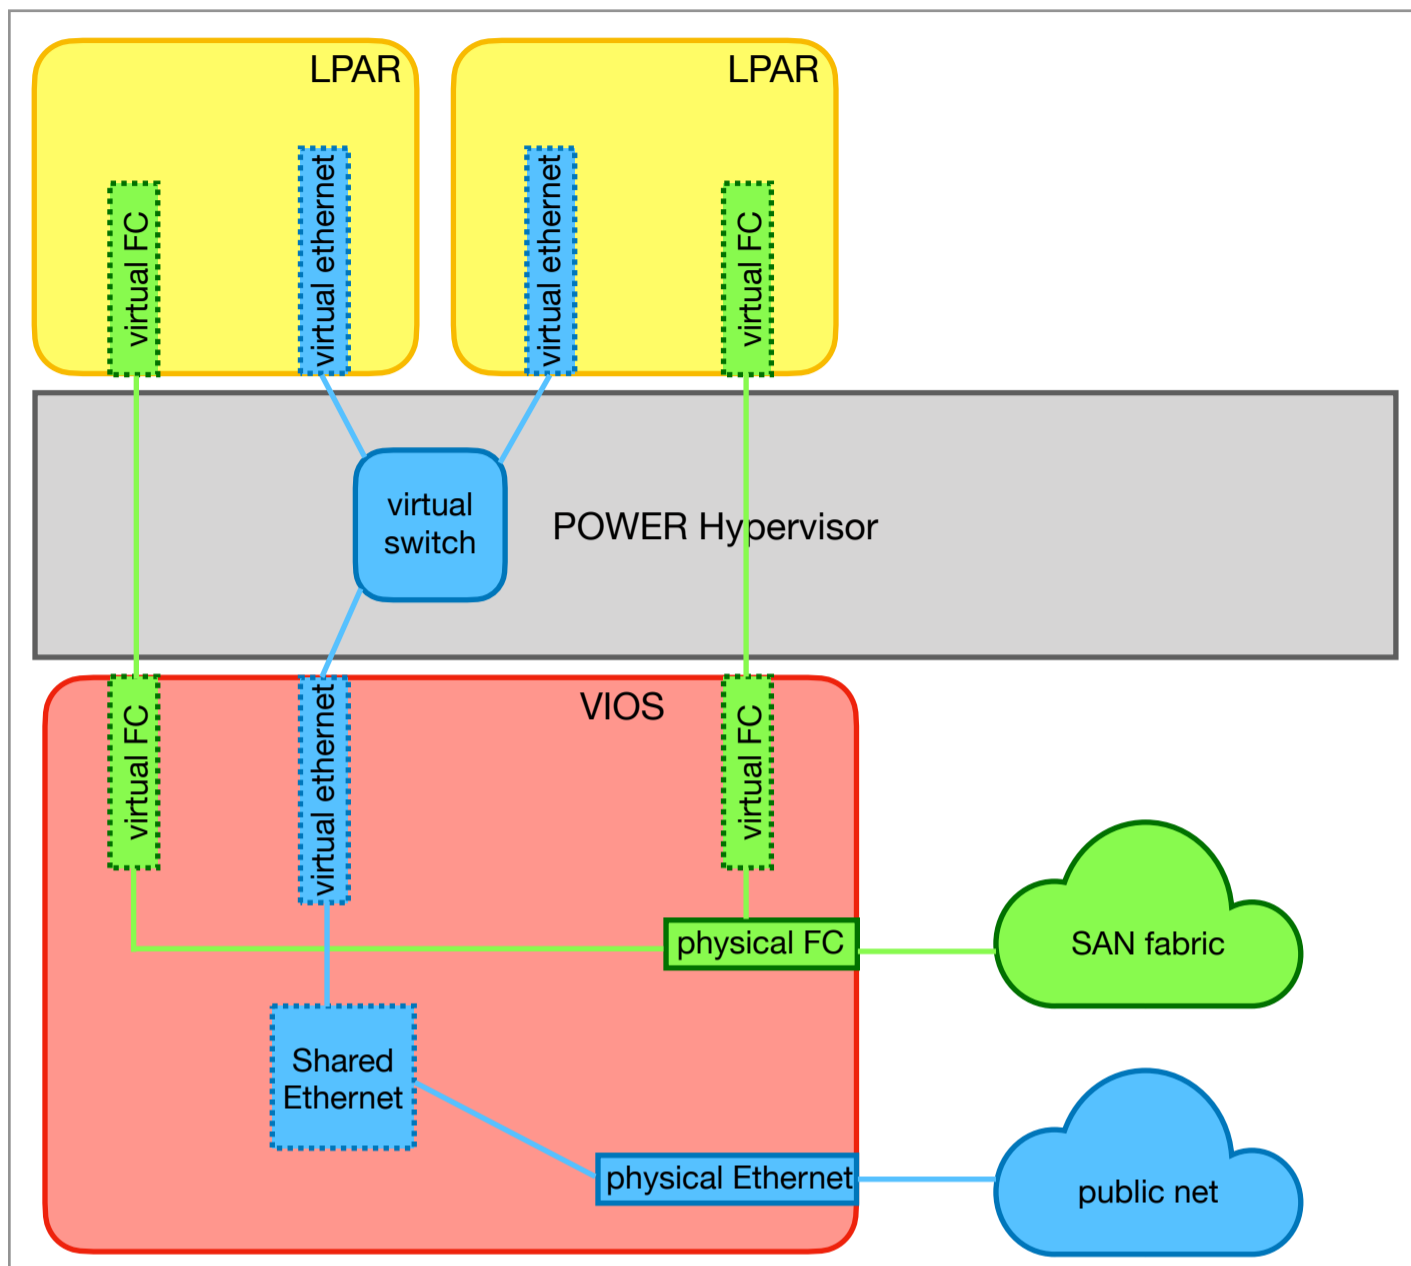 LPAR
LPAR
virtual FC
virtual ethernet
virtual ethernet
virtual FC
virtual
switch
POWER Hypervisor
VIOS
virtual FC
virtual ethernet
virtual FC
physical FC
SAN fabric
Shared
Ethernet
physical Ethernet
public net